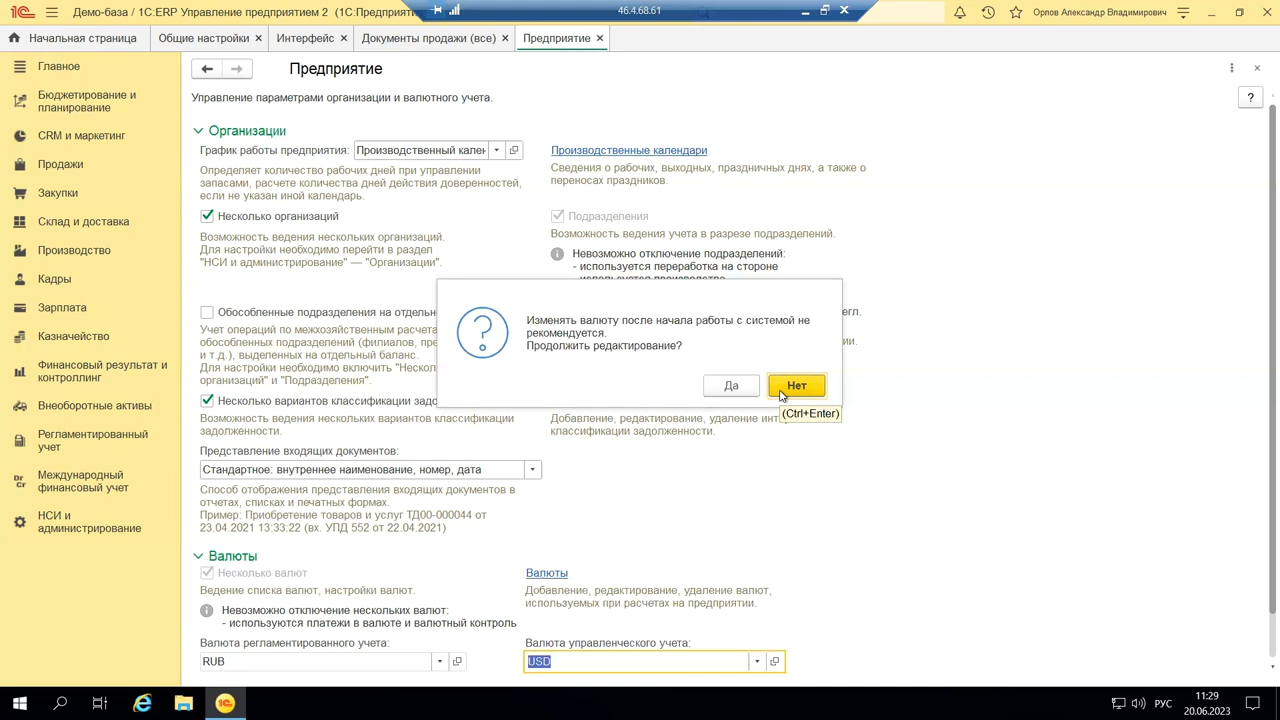 Демо-база / 1С:ERP Управление предприятием 2 (1С:Предприят
46.4.68.61
Орлов Александр Владимирович
Начальная страница
Общие настройки
Интерфейс
Документы продажи (все)
Предприятие
Главное
Бюджетирование и
планирование
CRM и маркетинг
Продажи
Закупки
Склад и доставка
Производство
Кадры
Зарплата
Казначейство
Финансовый результат и
контроллинг
Внеоборотные активы
Регламентированный
учет
Международный
финансовый учет
НСИ и
администрирование
Предприятие
Управление параметрами организации и валютного учета.
?
Организации
График работы предприятия: Производственный кален
Определяет количество рабочих дней при управлении
запасами, расчете количества дней действия доверенностей,
если не указан иной календарь.
Производственные календари
Сведения о рабочих, выходных, праздничных днях, а также о
переносах праздников.
Несколько организаций
Возможность ведения нескольких организаций.
Для настройки необходимо перейти в раздел
"НСИ и администрирование" — "Организации".
Подразделения
Возможность ведения учета в разрезе подразделений.
Невозможно отключение подразделений:
- используется переработка на стороне
- используется производство
Обособленные подразделения на отдельн
егл.
Учет операций по межхозяйственным расчета
обособленных подразделений (филиалов, пре
и т.д.), выделенных на отдельный баланс.
Для настройки необходимо включить "Нескол
организаций" и "Подразделения".
ии.
Изменять валюту после начала работы с системой не
рекомендуется.
Продолжить редактирование?
Да
Нет
(Ctrl+Enter)
Несколько вариантов классификации задо
Возможность ведения нескольких вариантов классификации
задолженности.
Добавление, редактирование, удаление инт
классификации задолженности.
Представление входящих документов:
Стандартное: внутреннее наименование, номер, дата
Способ отображения представления входящих документов в
отчетах, списках и печатных формах.
Пример: Приобретение товаров и услуг ТД00-000044 от
23.04.2021 13:33:22 (вх. УПД 552 от 22.04.2021)
Валюты
Несколько валют
Ведение списка валют, настройки валют.
Невозможно отключение нескольких валют:
- используются платежи в валюте и валютный контроль
Валюты
Добавление, редактирование, удаление валют,
используемых при расчетах на предприятии.
Валюта регламентированного учета:
RUB
Валюта управленческого учета:
USD
РУС
11:29
20.06.2023